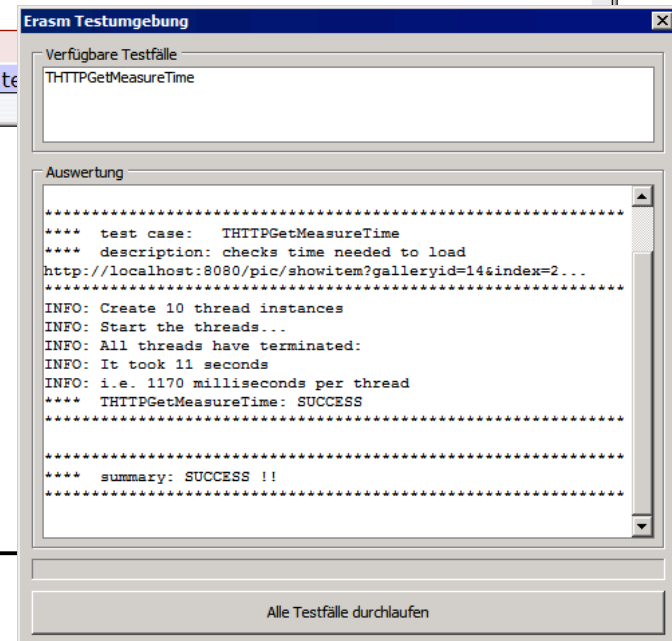 Erasm Testumgebung
Verfügbare Testfälle
te
THTTPGetMeasureTime
Auswertung
**************************************************************
**** test case: THTTPGetMeasureTime
**** description: checks time needed to load
http://localhost:8080/pic/showitem?galleryid=14&index=2...
**************************************************************
INFO: Create 10 thread instances
INFO: Start the threads...
INFO: All threads have terminated:
INFO: It took 11 seconds
INFO: i.e. 1170 milliseconds per thread
**** THTTPGetMeasureTime: SUCCESS
**************************************************************
**************************************************************
**** summary: SUCCESS !!
**************************************************************
Alle Testfälle durchlaufen